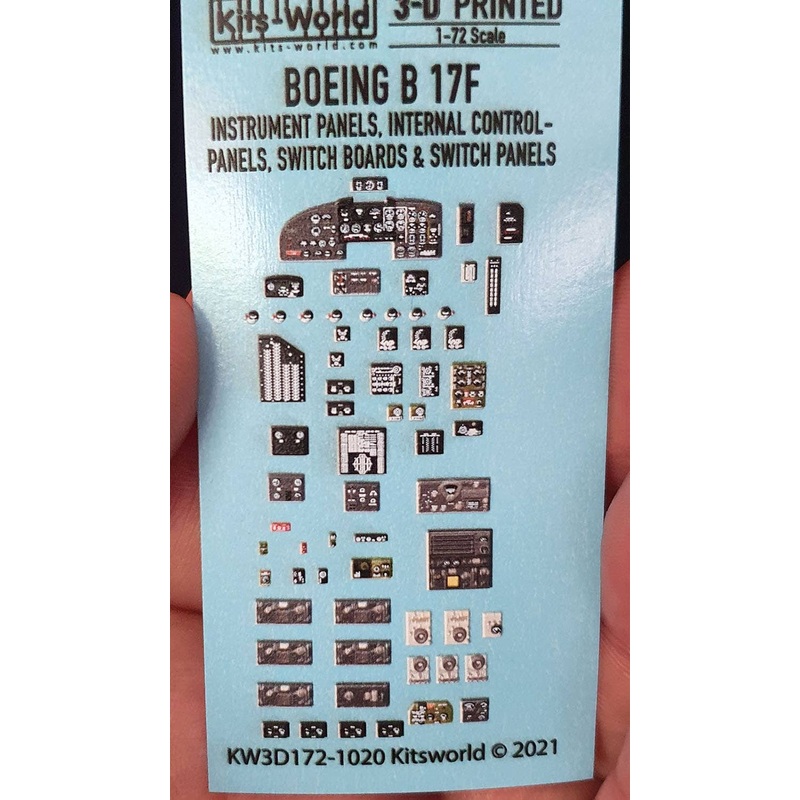 Kits-World
3-D PRINTED
www.kits-world.com
1-72 Scale
BOEING B 17F
INSTRUMENT PANELS, INTERNAL CONTROL-
PANELS, SWITCH BOARDS & SWITCH PANELS
KW3D172-1020 Kitsworld © 2021